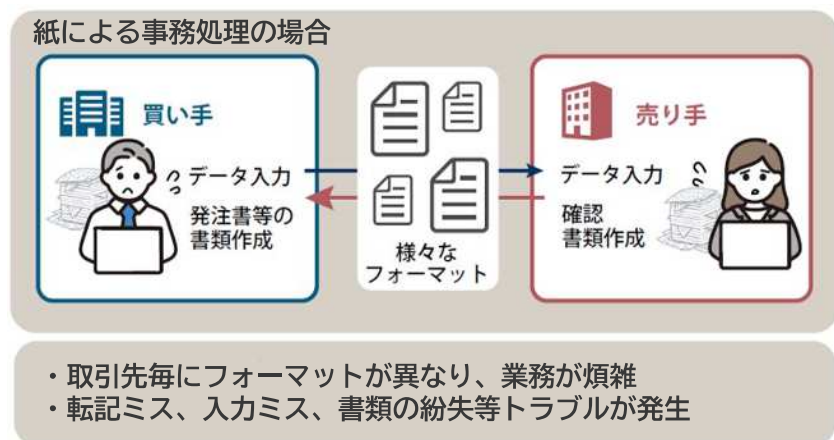 紙による事務処理の場合
買い手
データ入力
発注書等の
書類作成
様々な
フォーマット
売り手
データ入力
確認
書類作成
・取引先毎にフォーマットが異なり、業務が煩雑
・転記ミス、入力ミス、書類の紛失等トラブルが発生